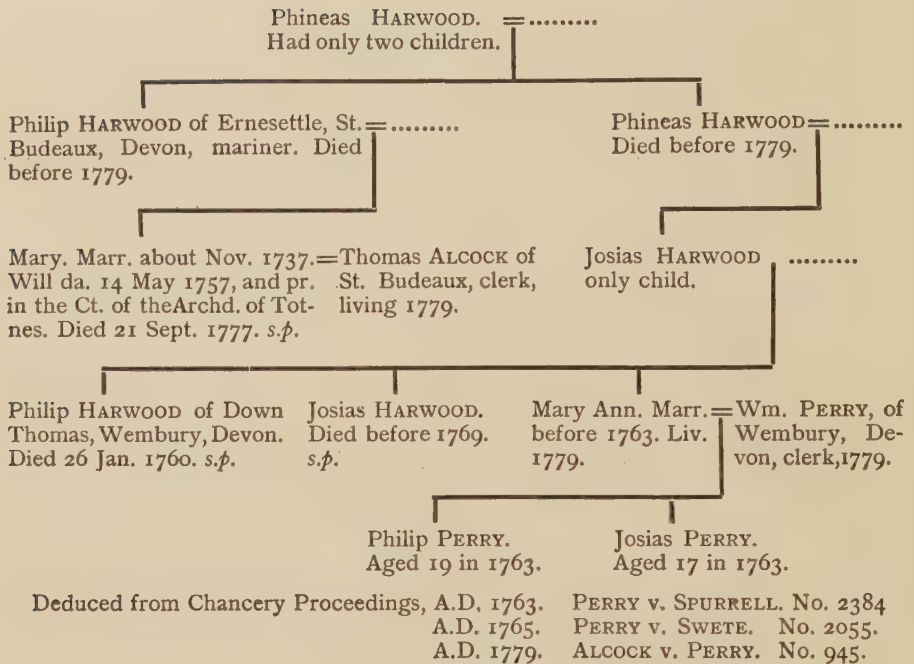 Phineas HARWOOD. = .........
Had only two children.
Philip HARWOOD of Ernesettle, St. = .........
Budeaux, Devon, mariner. Died
before 1779.
Phineas HARWOOD = .........
Died before 1779.
Mary. Marr. about Nov. 1737. = Thomas ALCOCK of
Will da. 14 May 1757, and pr. St. Budeaux, clerk,
in the Ct. of the Archd. of Tot- living 1779.
nes. Died 21 Sept. 1777. s.p.
Josias HARWOOD .........
only child.
Philip HARWOOD of Down
Thomas, Wembury, Devon.
Died 26 Jan. 1760. s.p.
Josias HARWOOD.
Died before 1769.
s.p.
Mary Ann. Marr. = Wm. PERRY, of
before 1763. Liv. Wembury, De-
1779. von, clerk, 1779.
Philip PERRY.
Aged 19 in 1763.
Josias PERRY.
Aged 17 in 1763.
Deduced from Chancery Proceedings, A.D. 1763. PERRY v. SPURRELL. No. 2384
A.D. 1765. PERRY v. SWETE. No. 2055.
A.D. 1779. ALCOCK v. PERRY. No. 945.